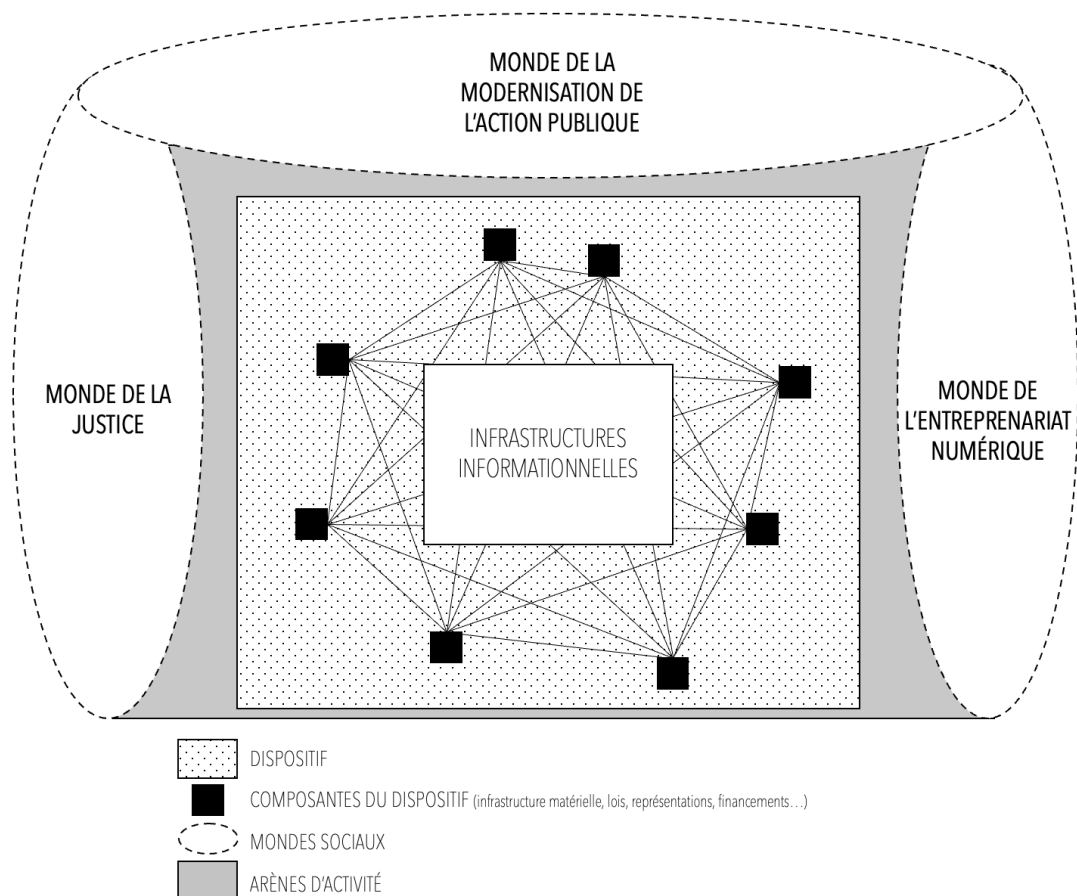 MONDE DE LA
MODERNISATION DE
L'ACTION PUBLIQUE
MONDE DE LA
JUSTICE
INFRASTRUCTURES
INFORMATIONNELLES
MONDE DE
L'ENTREPRENARIAT
NUMÉRIQUE
DISPOSITIF
COMPOSANTES DU DISPOSITIF (infrastructure matérielle, lois, représentations, financements…)
MONDES SOCIAUX
ARÈNES D'ACTIVITÉ